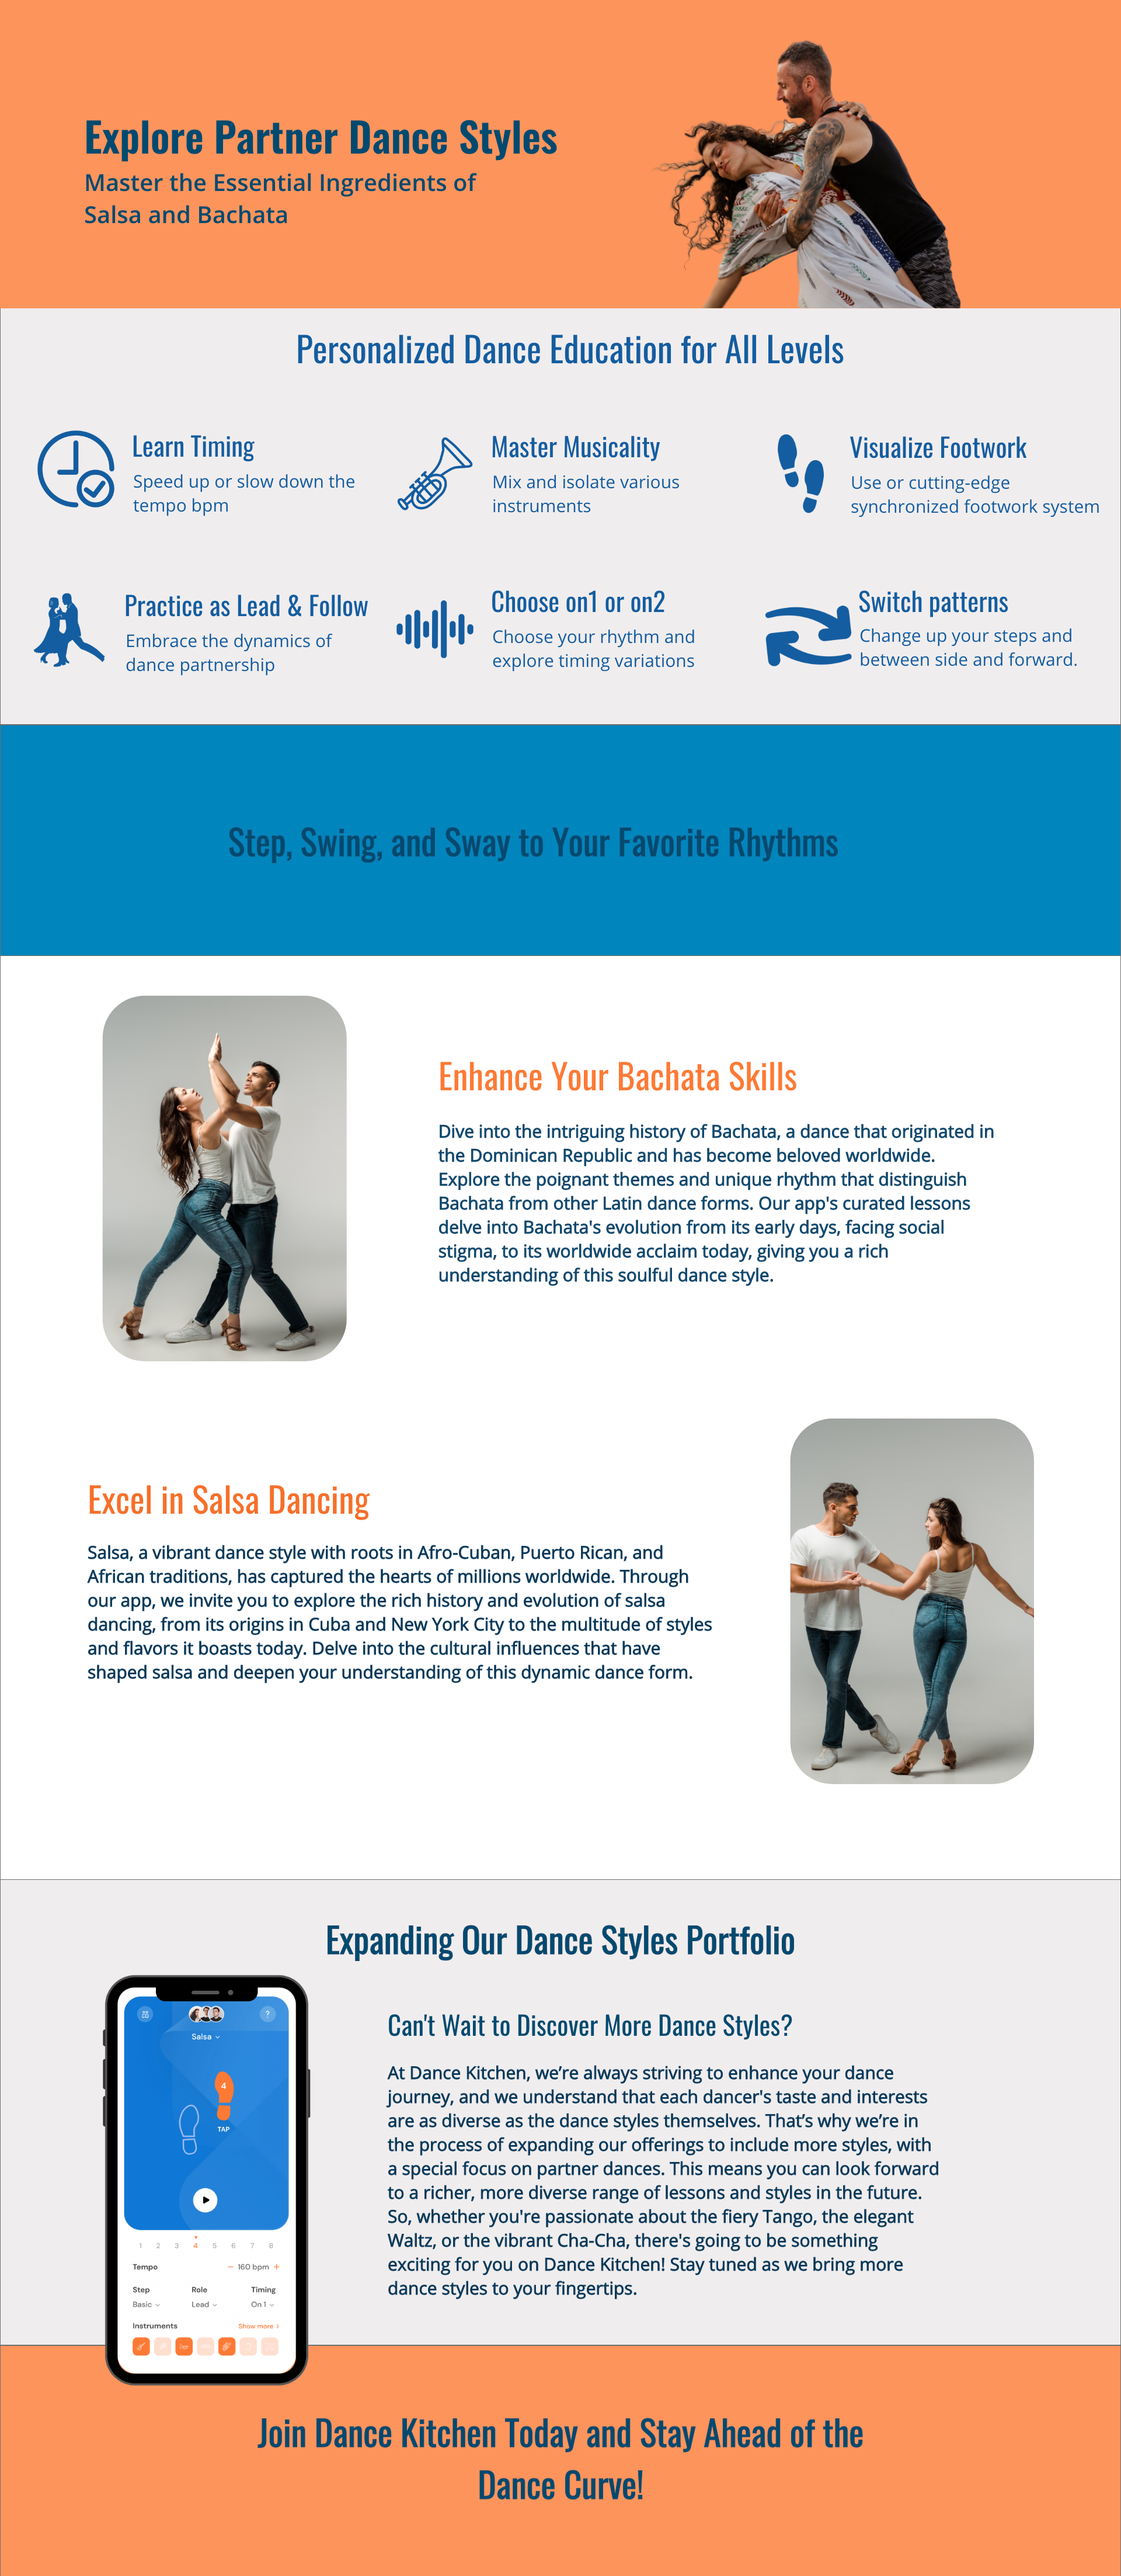 Explore Partner Dance Styles
Master the Essential Ingredients of
Salsa and Bachata
Personalized Dance Education for All Levels
Learn Timing
Speed up or slow down the
tempo bpm
Master Musicality
Mix and isolate various
instruments
Visualize Footwork
Use or cutting-edge
synchronized footwork system
Practice as Lead & Follow
Embrace the dynamics of
dance partnership
Choose on1 or on2
Choose your rhythm and
explore timing variations
Switch patterns
Change up your steps and
between side and forward.
Step, Swing, and Sway to Your Favorite Rhythms
Enhance Your Bachata Skills
Dive into the intriguing history of Bachata, a dance that originated in
the Dominican Republic and has become beloved worldwide.
Explore the poignant themes and unique rhythm that distinguish
Bachata from other Latin dance forms. Our app's curated lessons
delve into Bachata's evolution from its early days, facing social
stigma, to its worldwide acclaim today, giving you a rich
understanding of this soulful dance style.
Excel in Salsa Dancing
Salsa, a vibrant dance style with roots in Afro-Cuban, Puerto Rican, and
African traditions, has captured the hearts of millions worldwide. Through
our app, we invite you to explore the rich history and evolution of salsa
dancing, from its origins in Cuba and New York City to the multitude of styles
and flavors it boasts today. Delve into the cultural influences that have
shaped salsa and deepen your understanding of this dynamic dance form.
Expanding Our Dance Styles Portfolio
?
Salsa
4
TAP
1 2 3 4 5 6 7 8
Tempo − 160 bpm +
Step Role Timing
Basic Lead On 1
Instruments Show more >
Can't Wait to Discover More Dance Styles?
At Dance Kitchen, we’re always striving to enhance your dance
journey, and we understand that each dancer's taste and interests
are as diverse as the dance styles themselves. That’s why we’re in
the process of expanding our offerings to include more styles, with
a special focus on partner dances. This means you can look forward
to a richer, more diverse range of lessons and styles in the future.
So, whether you're passionate about the fiery Tango, the elegant
Waltz, or the vibrant Cha-Cha, there's going to be something
exciting for you on Dance Kitchen! Stay tuned as we bring more
dance styles to your fingertips.
Join Dance Kitchen Today and Stay Ahead of the
Dance Curve!